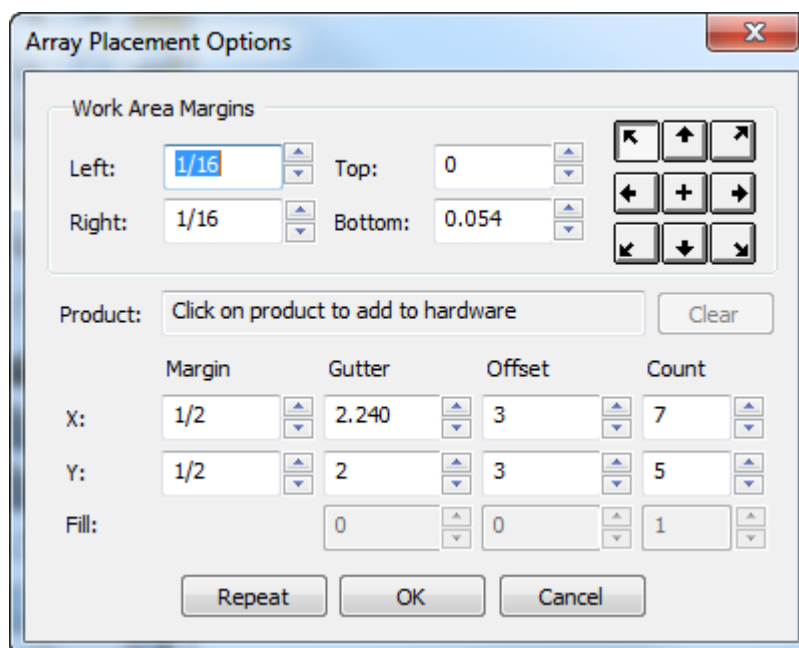 Array Placement Options
Work Area Margins
Left: 1/16 Top: 0
Right: 1/16 Bottom: 0.054
Product: Click on product to add to hardware Clear
Margin Gutter Offset Count
X: 1/2 2.240 3 7
Y: 1/2 2 3 5
Fill: 0 0 1
Repeat OK Cancel